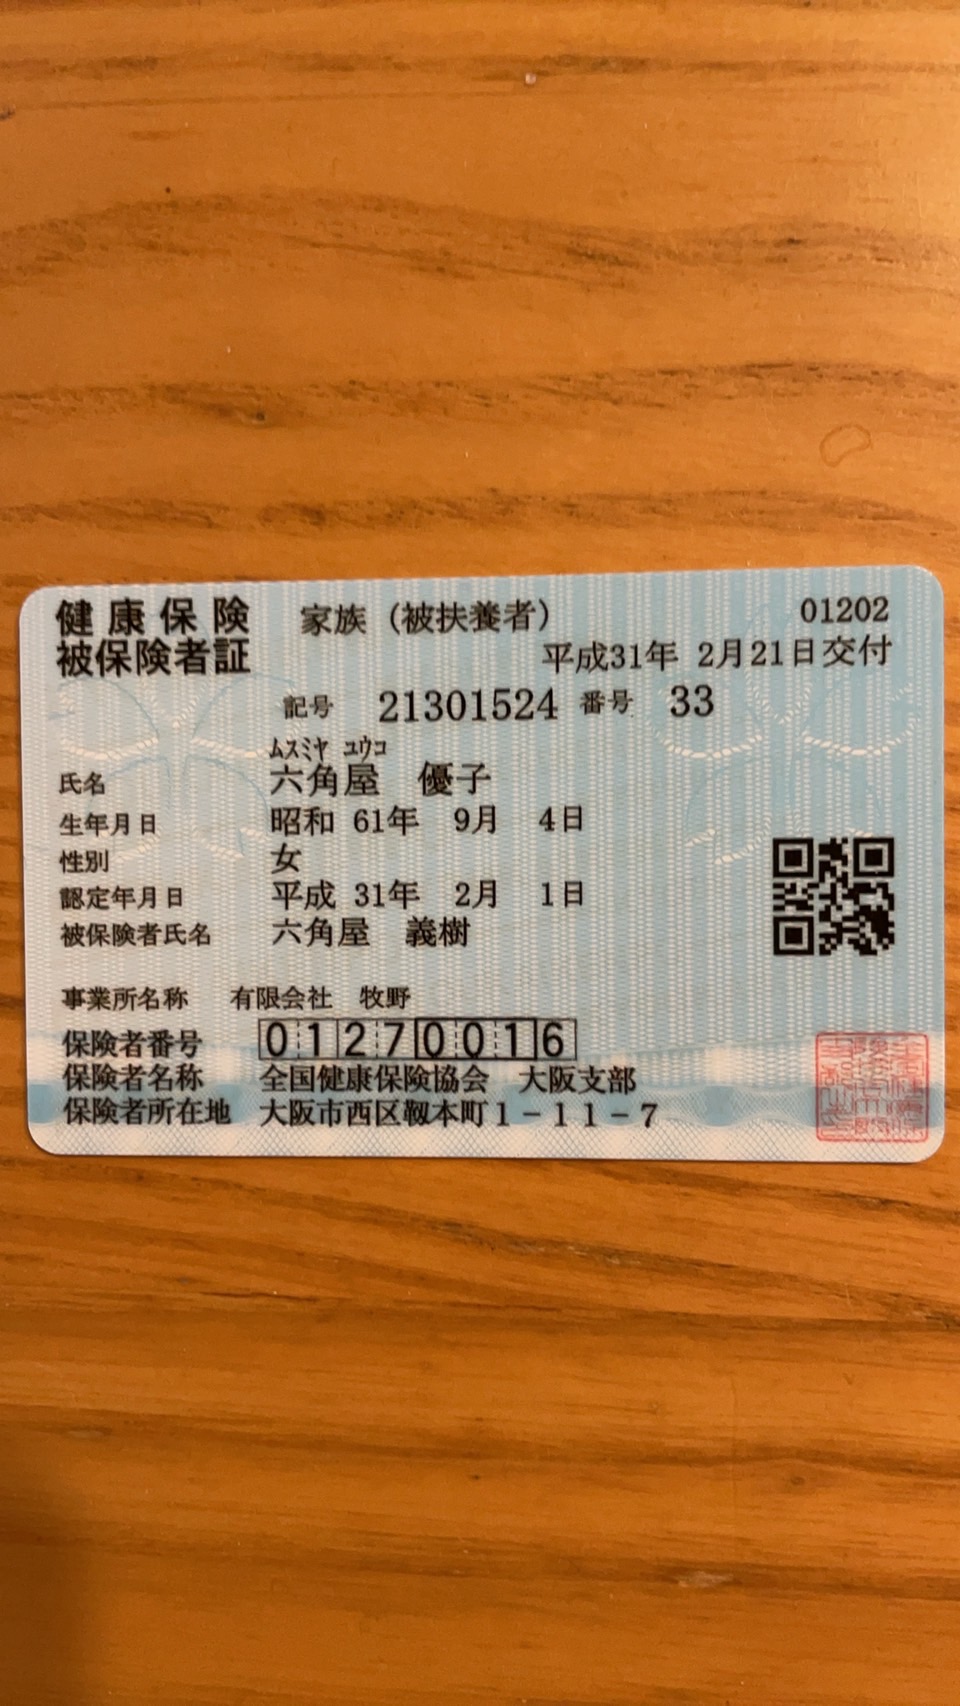 健康保険 家族（被扶養者） 01202
被保険者証 平成31年 2月21日交付
記号 21301524 番号 33
ムスミヤ ユウコ
氏名 六角屋 優子
生年月日 昭和 61年 9月 4日
性別 女
認定年月日 平成 31年 2月 1日
被保険者氏名 六角屋 義樹
事業所名称 有限会社 牧野
保険者番号 01270016
保険者名称 全国健康保険協会 大阪支部
保険者所在地 大阪市西区靱本町1－11－7